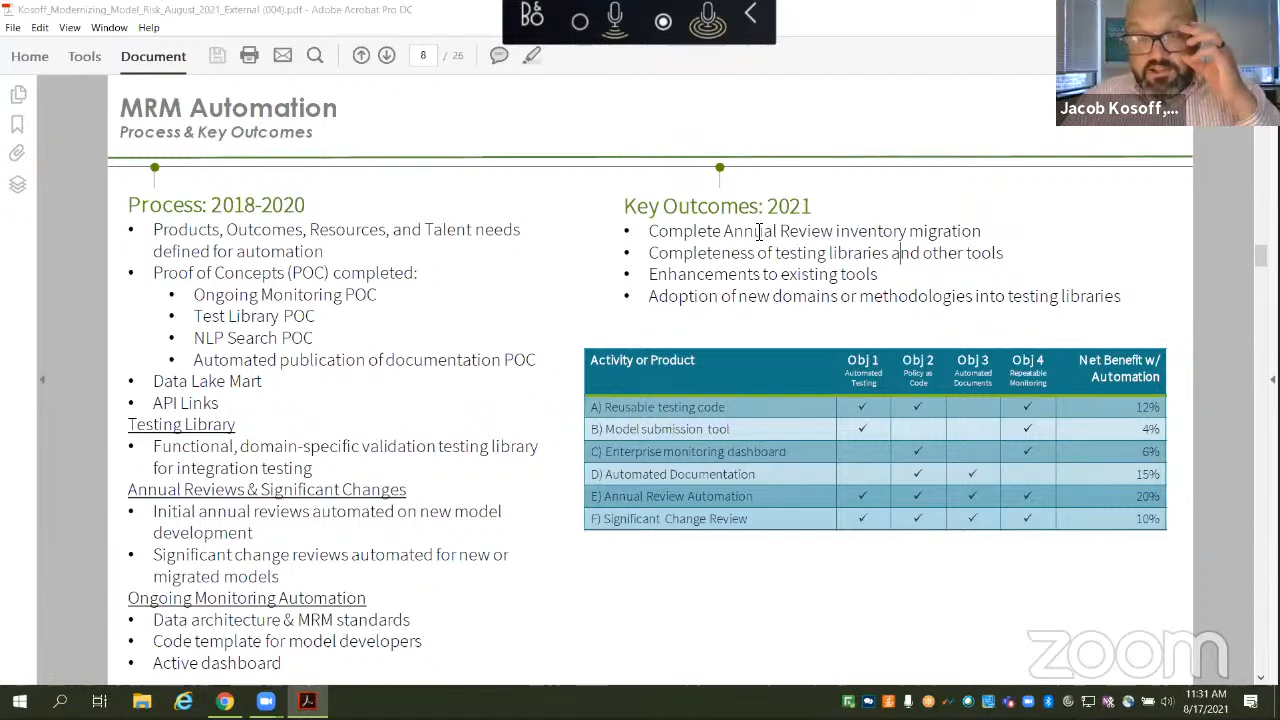 Kosoff_Modernizing_Model_Risk_August_2021_External (004).pdf - Adobe Acrobat Pro DC
File Edit View Document Window Help
Home Tools Document 8 / 26
MRM Automation
Process & Key Outcomes
Jacob Kosoff,...
Process: 2018-2020
• Products, Outcomes, Resources, and Talent needs
defined for automation
• Proof of Concepts (POC) completed:
• Ongoing Monitoring POC
• Test Library POC
• NLP Search POC
• Automated publication of documentation POC
• Data Lake Mart
• API Links
Testing Library
• Functional, domain-specific validation testing library
for integration testing
Annual Reviews & Significant Changes
• Initial annual reviews automated on new model
development
• Significant change reviews automated for new or
migrated models
Ongoing Monitoring Automation
• Data architecture & MRM standards
• Code template for model developers
• Active dashboard
Key Outcomes: 2021
• Complete Annual Review inventory migration
• Completeness of testing libraries and other tools
• Enhancements to existing tools
• Adoption of new domains or methodologies into testing libraries
Activity or Product Obj 1 Obj 2 Obj 3 Obj 4 Net Benefit w/
Automated Testing Policy as Code Automated Documents Repeatable Monitoring Automation
A) Reusable testing code ✓ ✓ ✓ 12%
B) Model submission tool ✓ ✓ 4%
C) Enterprise monitoring dashboard ✓ ✓ 6%
D) Automated Documentation ✓ ✓ 15%
E) Annual Review Automation ✓ ✓ ✓ ✓ 20%
F) Significant Change Review ✓ ✓ ✓ ✓ 10%
zoom
11:31 AM
8/17/2021